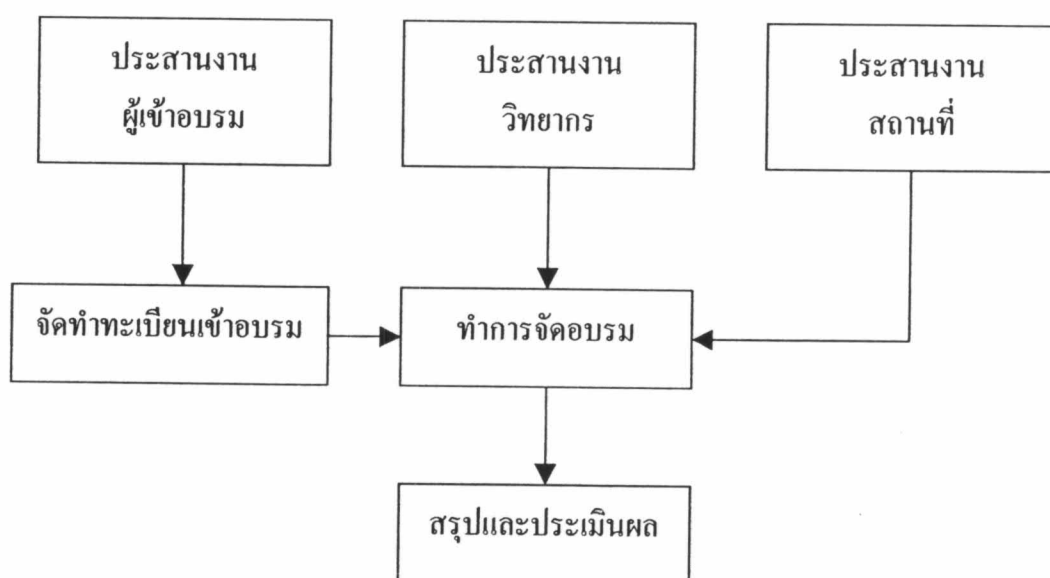 ประสานงาน
ผู้เข้าอบรม
ประสานงาน
วิทยากร
ประสานงาน
สถานที่
จัดทำทะเบียนเข้าอบรม
ทำการจัดอบรม
สรุปและประเมินผล